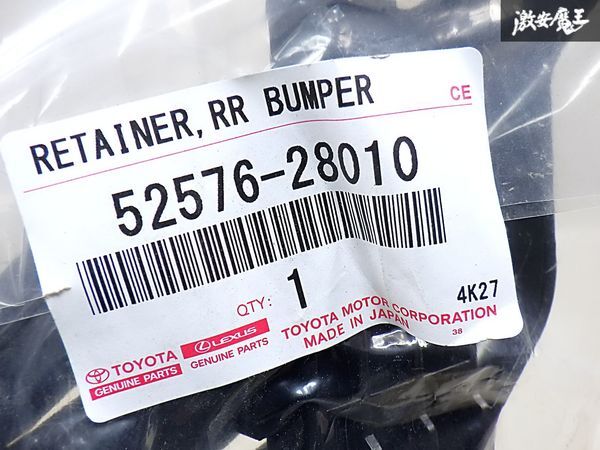 激安魔王
RETAINER, RR BUMPER
CE
52576-28010
QTY: 1
4K27
TOYOTA
GENUINE PARTS
LEXUS
GENUINE PARTS
TOYOTA MOTOR CORPORATION
MADE IN JAPAN
38